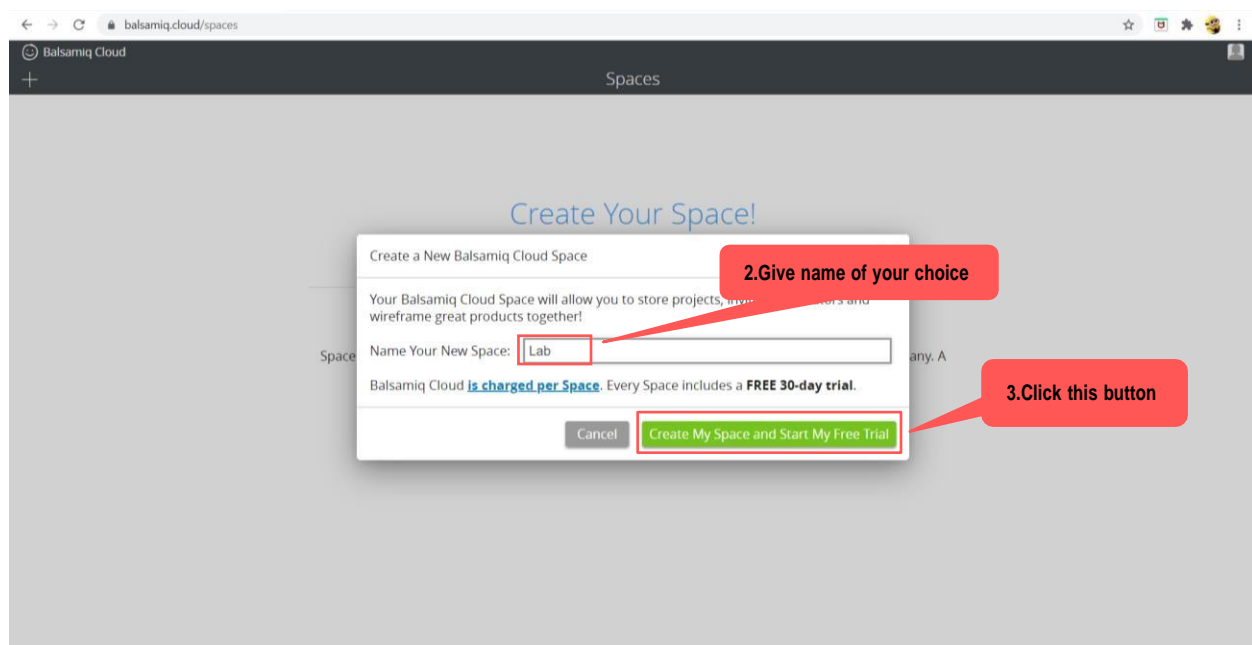 balsamiq.cloud/spaces
Balsamiq Cloud
Spaces
Create Your Space!
Create a New Balsamiq Cloud Space
2.Give name of your choice
Your Balsamiq Cloud Space will allow you to store projects,
wireframe great products together!
Name Your New Space: Lab
Space
any. A
Balsamiq Cloud is charged per Space. Every Space includes a FREE 30-day trial.
3.Click this button
Cancel Create My Space and Start My Free Trial